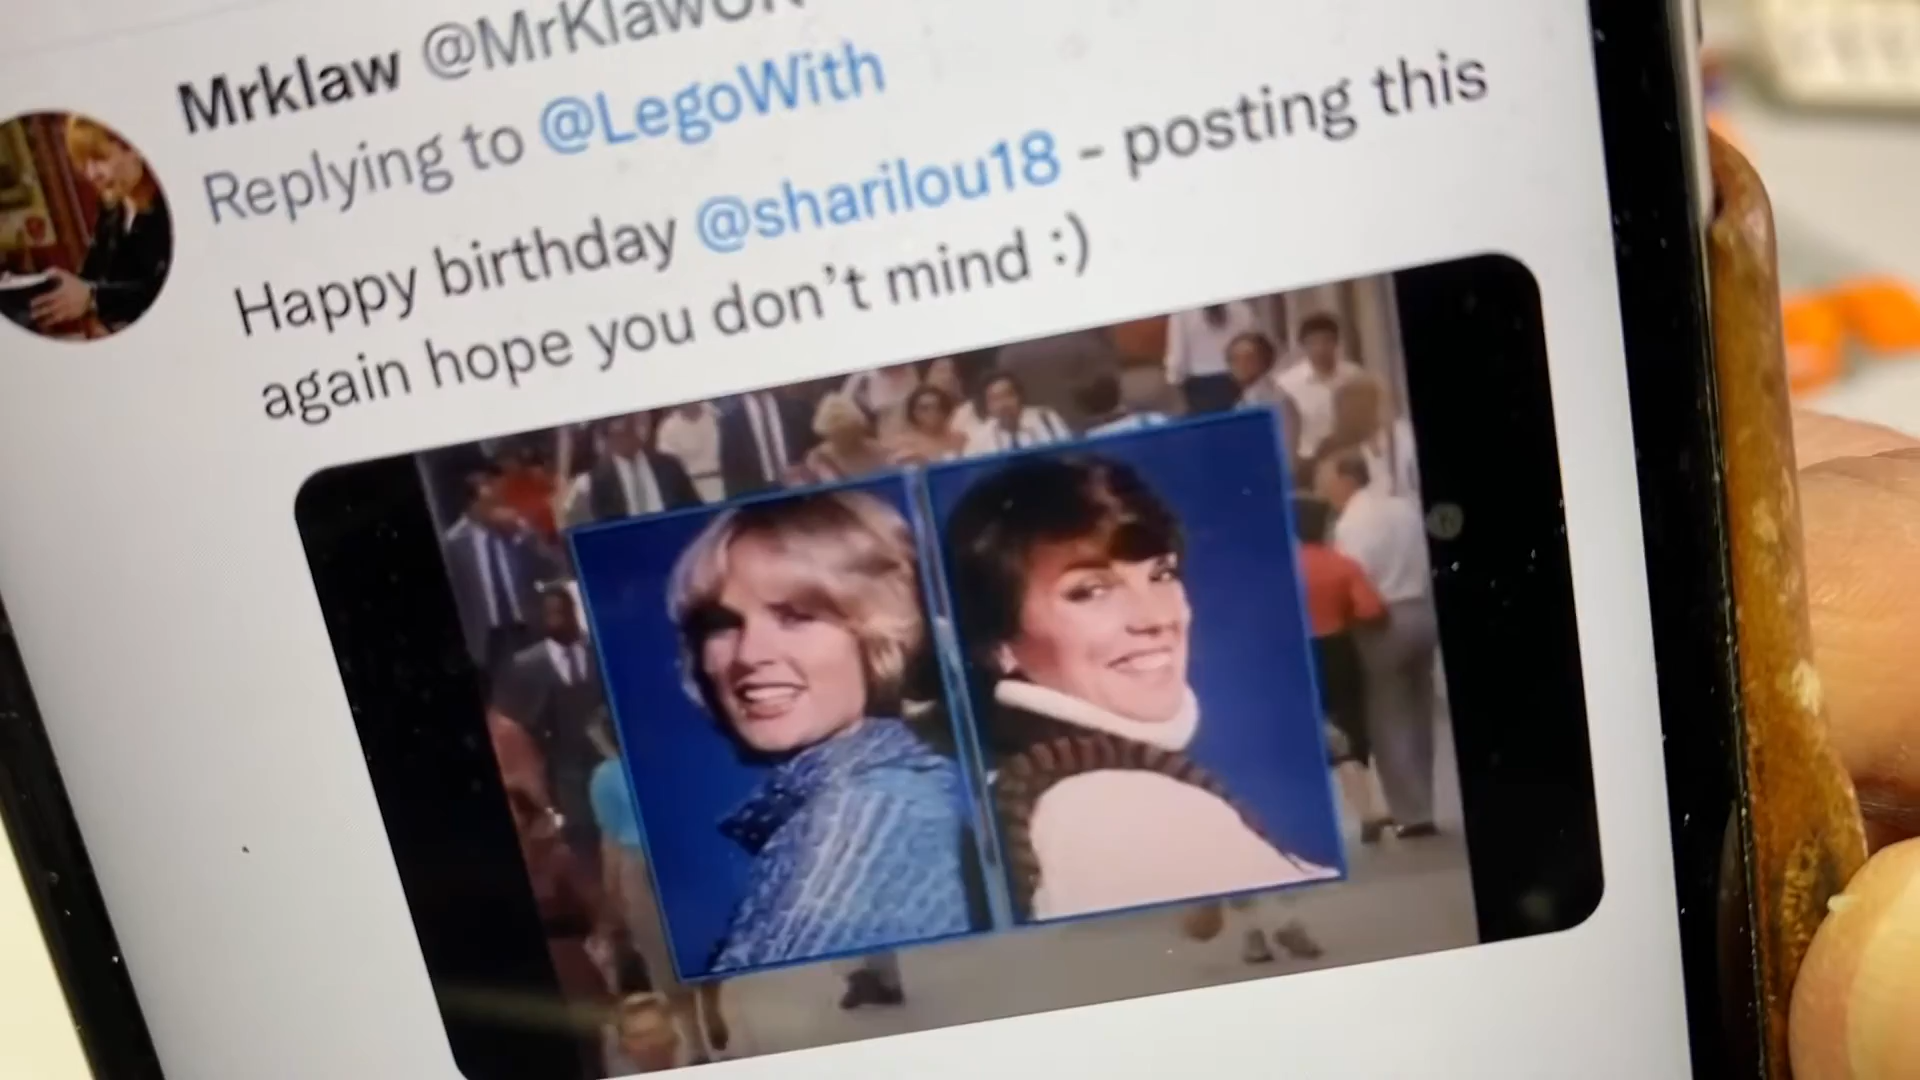 Mrklaw @MrKlaw
Replying to @LegoWith
Happy birthday @sharilou18 - posting this
again hope you don't mind :)